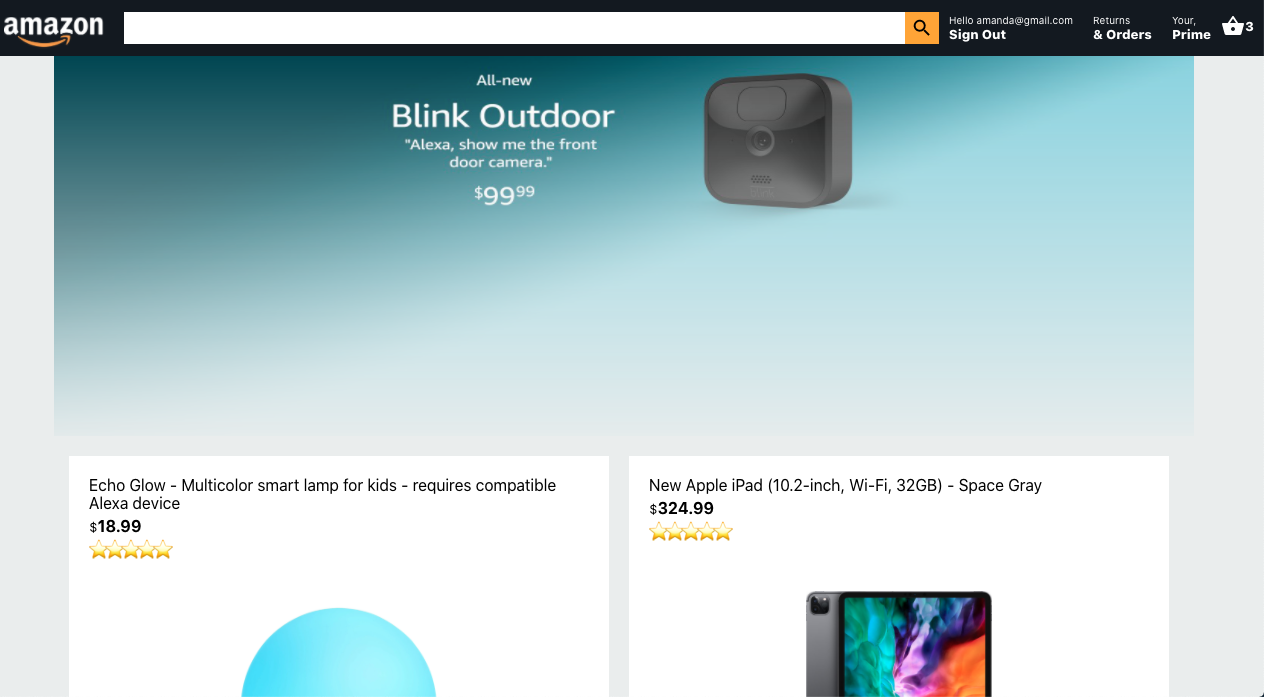 amazon
Hello amanda@gmail.com
Sign Out
Returns
& Orders
Your,
Prime
3
All-new
Blink Outdoor
"Alexa, show me the front
door camera."
$9999
Echo Glow - Multicolor smart lamp for kids - requires compatible
Alexa device
$18.99
New Apple iPad (10.2-inch, Wi-Fi, 32GB) - Space Gray
$324.99